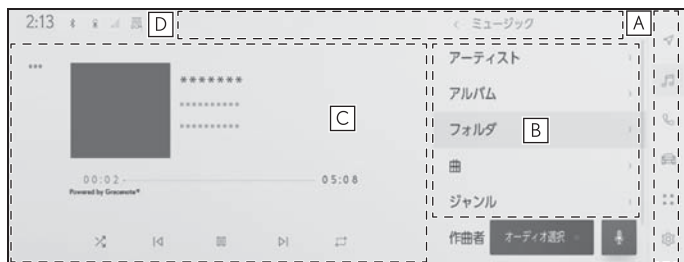 2:13
D
< ミュージック
A
•••
*******
**********
**********
C
アーティスト
アルバム
フォルダ
B
曲
ジャンル
00:02
05:08
Powered by Gracenote®
作曲者
オーディオ選択